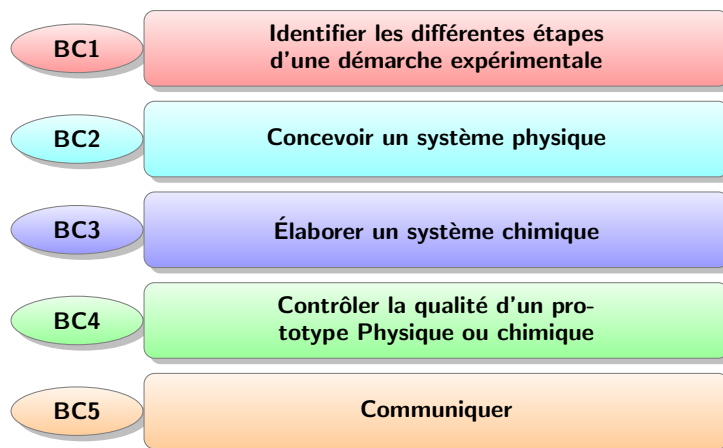 BC1
Identifier les différentes étapes
d'une démarche expérimentale
BC2
Concevoir un système physique
BC3
Élaborer un système chimique
BC4
Contrôler la qualité d'un pro-
totype Physique ou chimique
BC5
Communiquer